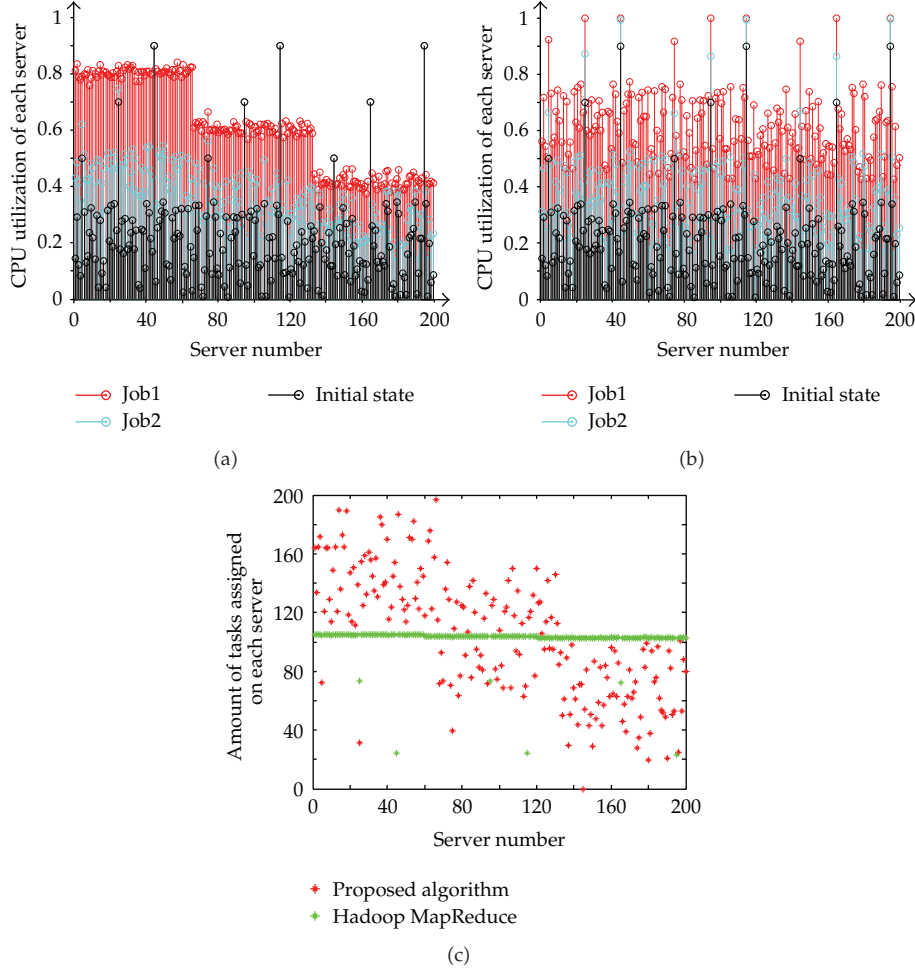 1
0.8
0.6
0.4
0.2
0
0 40 80 120 160 200
CPU utilization of each server
Server number
Job1
Job2
Initial state
(a)
1
0.8
0.6
0.4
0.2
0
0 40 80 120 160 200
CPU utilization of each server
Server number
Job1
Job2
Initial state
(b)
200
160
120
80
40
0
0 40 80 120 160 200
Amount of tasks assigned
on each server
Server number
Proposed algorithm
Hadoop MapReduce
(c)